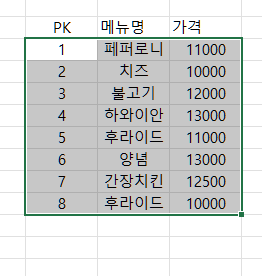 PK 메뉴명 가격
1 페퍼로니 11000
2 치즈 10000
3 불고기 12000
4 하와이안 13000
5 후라이드 11000
6 양념 13000
7 간장치킨 12500
8 후라이드 10000